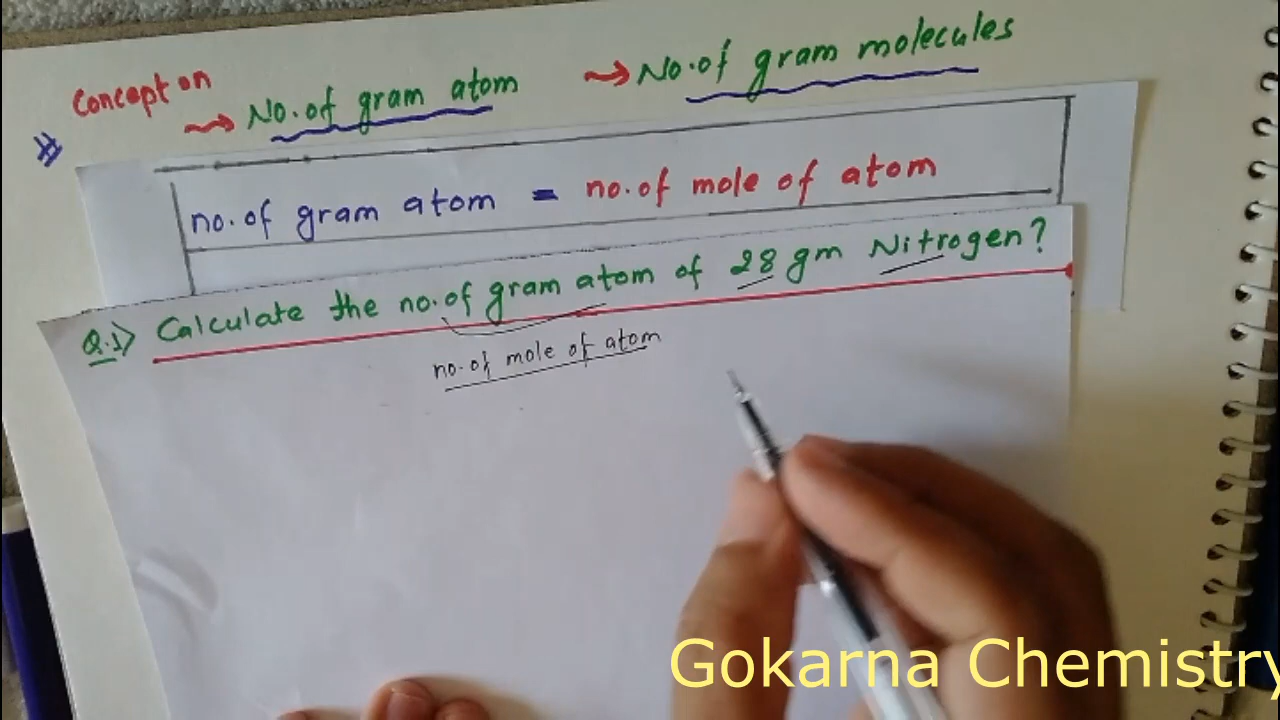 Concept on
→ No. of gram atom → No. of gram molecules
no. of gram atom = no. of mole of atom
Q.1) Calculate the no. of gram atom of 28 gm Nitrogen?
no. of mole of atom
Gokarna Chemistry